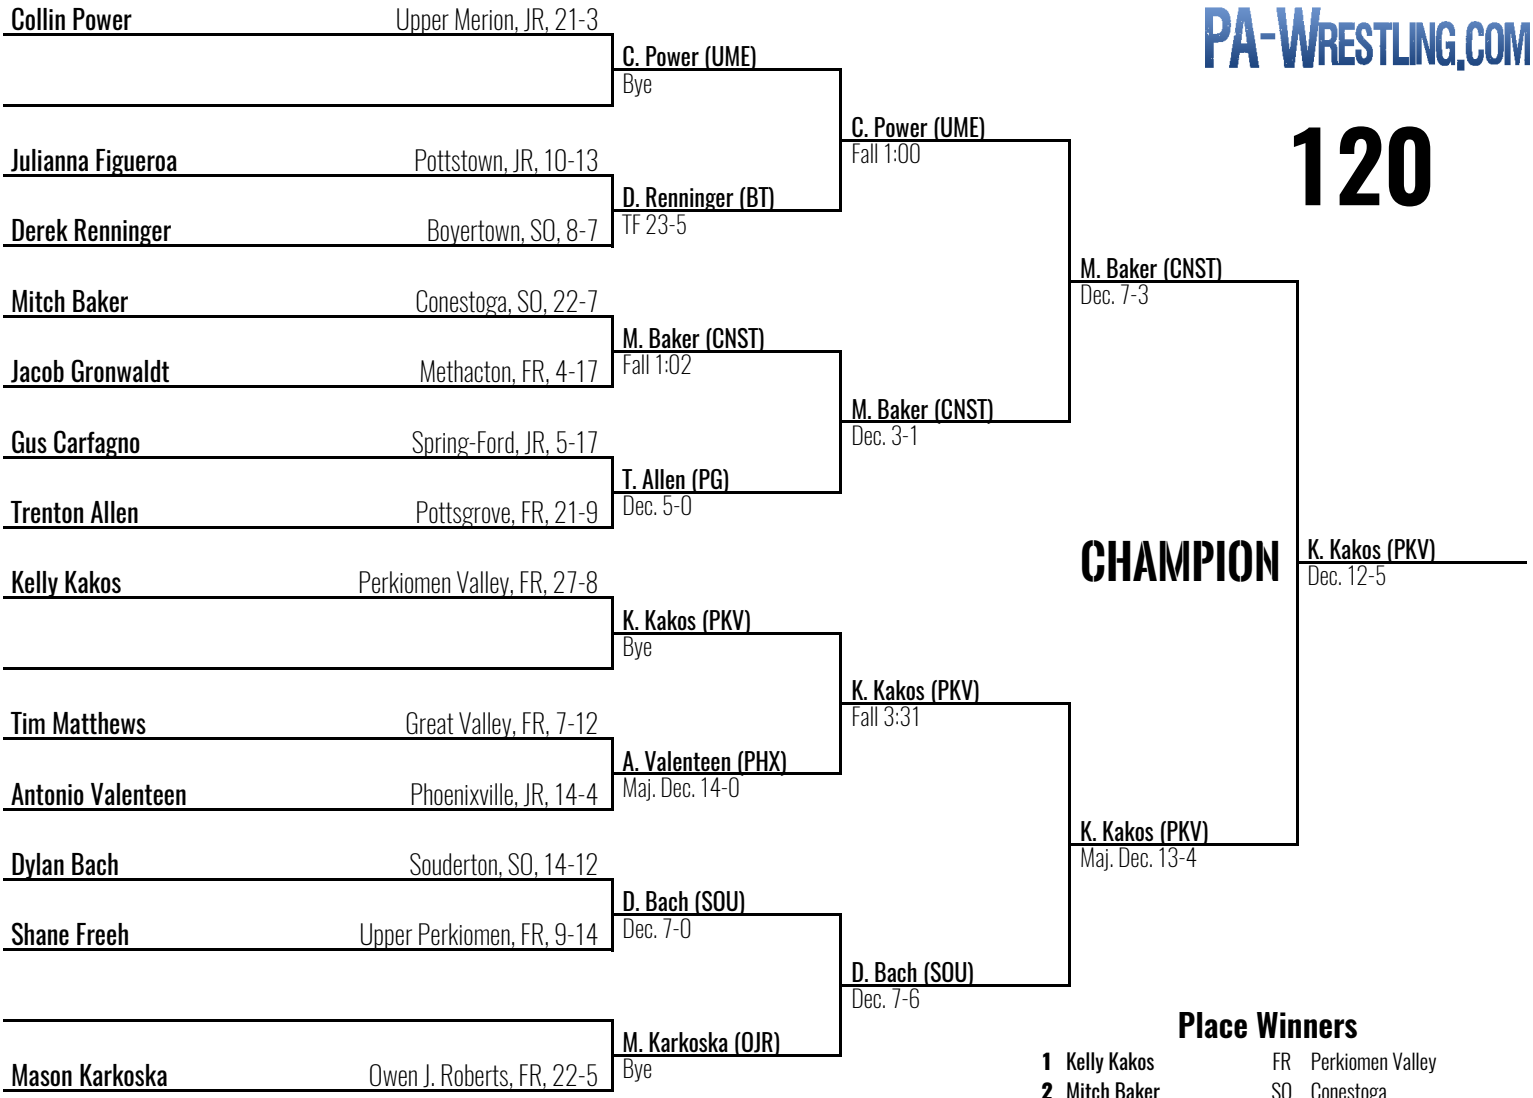 Collin Power Upper Merion, JR, 21-3
PA-WRESTLING.COM
C. Power (UME)
Bye
120
C. Power (UME)
Fall 1:00
Julianna Figueroa Pottstown, JR, 10-13
D. Renninger (BT)
TF 23-5
Derek Renninger Boyertown, SO, 8-7
M. Baker (CNST)
Dec. 7-3
Mitch Baker Conestoga, SO, 22-7
M. Baker (CNST)
Fall 1:02
Jacob Gronwaldt Methacton, FR, 4-17
M. Baker (CNST)
Dec. 3-1
Gus Carfagno Spring-Ford, JR, 5-17
T. Allen (PG)
Dec. 5-0
Trenton Allen Pottsgrove, FR, 21-9
CHAMPION
K. Kakos (PKV)
Dec. 12-5
Kelly Kakos Perkiomen Valley, FR, 27-8
K. Kakos (PKV)
Bye
K. Kakos (PKV)
Fall 3:31
Tim Matthews Great Valley, FR, 7-12
A. Valenteen (PHX)
Maj. Dec. 14-0
Antonio Valenteen Phoenixville, JR, 14-4
K. Kakos (PKV)
Maj. Dec. 13-4
Dylan Bach Souderton, SO, 14-12
D. Bach (SOU)
Dec. 7-0
Shane Freeh Upper Perkiomen, FR, 9-14
D. Bach (SOU)
Dec. 7-6
M. Karkoska (OJR)
Bye
Mason Karkoska Owen J. Roberts, FR, 22-5
Place Winners
1 Kelly Kakos FR Perkiomen Valley
2 Mitch Baker SO Conestoga